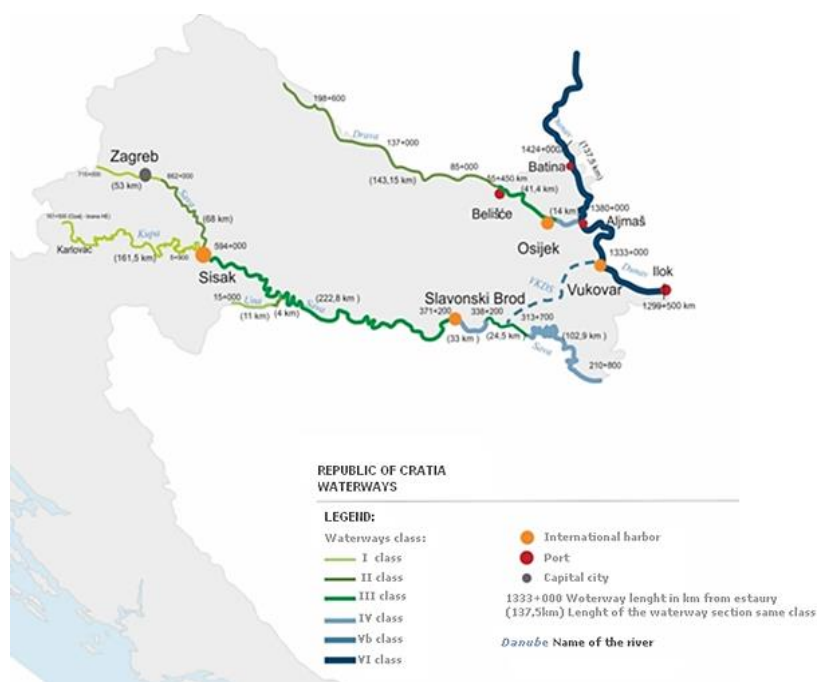 198+600
Drava
137+000
(143,15 km)
85+000
55+450 km
(41,4 km)
Belišće
(14 km)
Osijek
1424+000
Batina
(137,5 km)
1380+000
Aljmaš
1333+000
Dunav
Ilok
1299+500 km
Vukovar
VKDS
Zagreb
(53 km)
662+000
Sava
(68 km)
Kupa
Karlovac
(161,5 km)
5+900
594+000
Sisak
15+000
Una
(11 km)
(4 km)
Sava
(222,8 km)
Slavonski Brod
371+200
338+200
(33 km )
(24,5 km )
313+700
Sava
(102,9 km )
210+800
REPUBLIC OF CRATIA
WATERWAYS
LEGEND:
Waterways class:
I class
II class
III class
IV class
Vb class
VI class
International harbor
Port
Capital city
1333+000 Woterway lenght in km from estaury
(137,5km) Lenght of the waterway section same class
Danube Name of the river